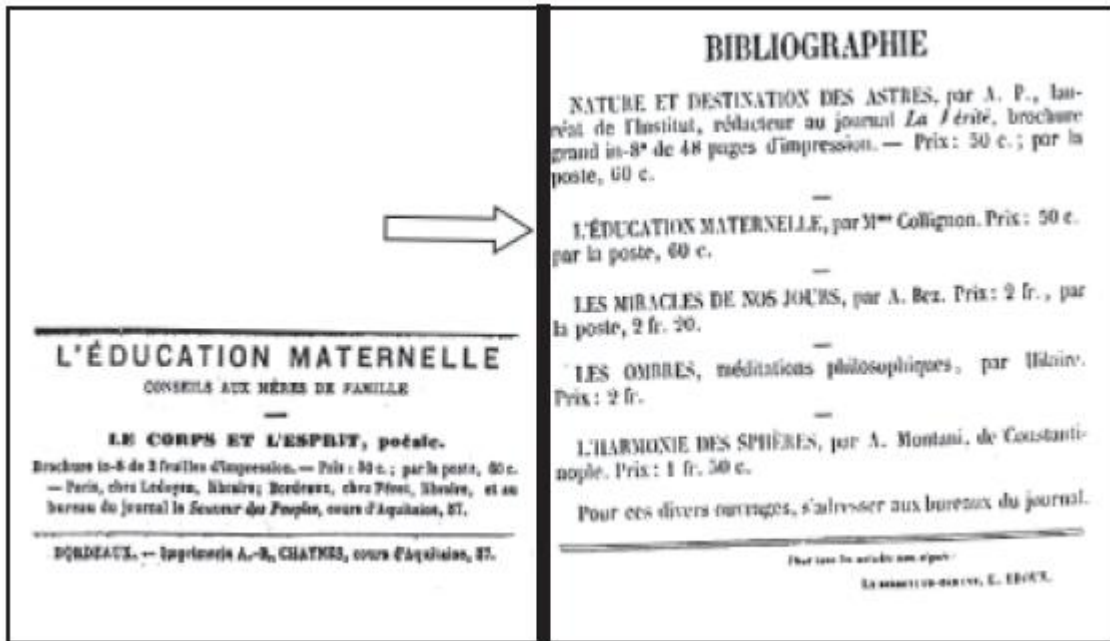 L'ÉDUCATION MATERNELLE
CONSEILS AUX MÈRES DE FAMILLE
LE CORPS ET L'ESPRIT, poésie.
Brochure in-8 de 2 feuilles d'impression. — Prix : 50 c. ; par la poste, 60 c.
— Paris, chez Ledoyen, libraire; Bordeaux, chez Féret, libraire, et au
bureau du journal le Sauveur des Peuples, cours d'Aquitaine, 57.
BORDEAUX. — Imprimerie A.-R. CHAYNES, cours d'Aquitaine, 57.
BIBLIOGRAPHIE
NATURE ET DESTINATION DES ASTRES, par A. P., lau-
réat de l'Institut, rédacteur au journal La Vérité, brochure
grand in-8° de 48 pages d'impression. — Prix : 50 c. ; par la
poste, 60 c.
L'ÉDUCATION MATERNELLE, par Mme Collignon. Prix : 50 c.
par la poste, 60 c.
LES MIRACLES DE NOS JOURS, par A. Bez. Prix : 2 fr., par
la poste, 2 fr. 20.
LES OMBRES, méditations philosophiques, par Hilaire.
Prix : 2 fr.
L'HARMONIE DES SPHÈRES, par A. Montani, de Constanti-
nople. Prix : 1 fr. 50 c.
Pour ces divers ouvrages, s'adresser aux bureaux du journal.
Pour tous les articles non signés :